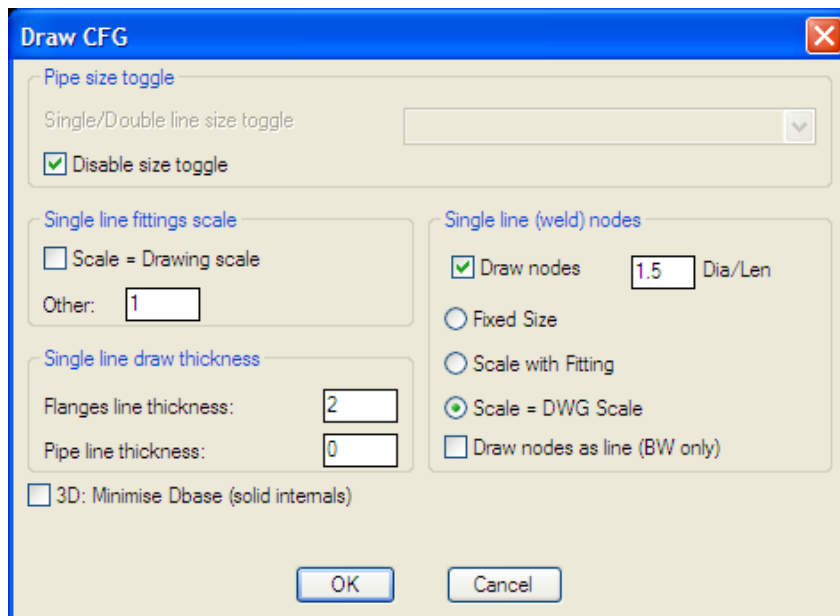 Draw CFG
Pipe size toggle
Single/Double line size toggle
Disable size toggle
Single line fittings scale
Scale = Drawing scale
Other: 1
Single line draw thickness
Flanges line thickness: 2
Pipe line thickness: 0
Single line (weld) nodes
Draw nodes 1.5 Dia/Len
Fixed Size
Scale with Fitting
Scale = DWG Scale
Draw nodes as line (BW only)
3D: Minimise Dbase (solid internals)
OK Cancel